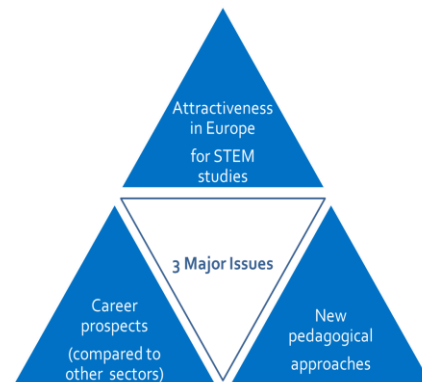 Attractiveness
in Europe
for STEM
studies
3 Major Issues
Career
prospects
(compared to
other sectors)
New
pedagogical
approaches